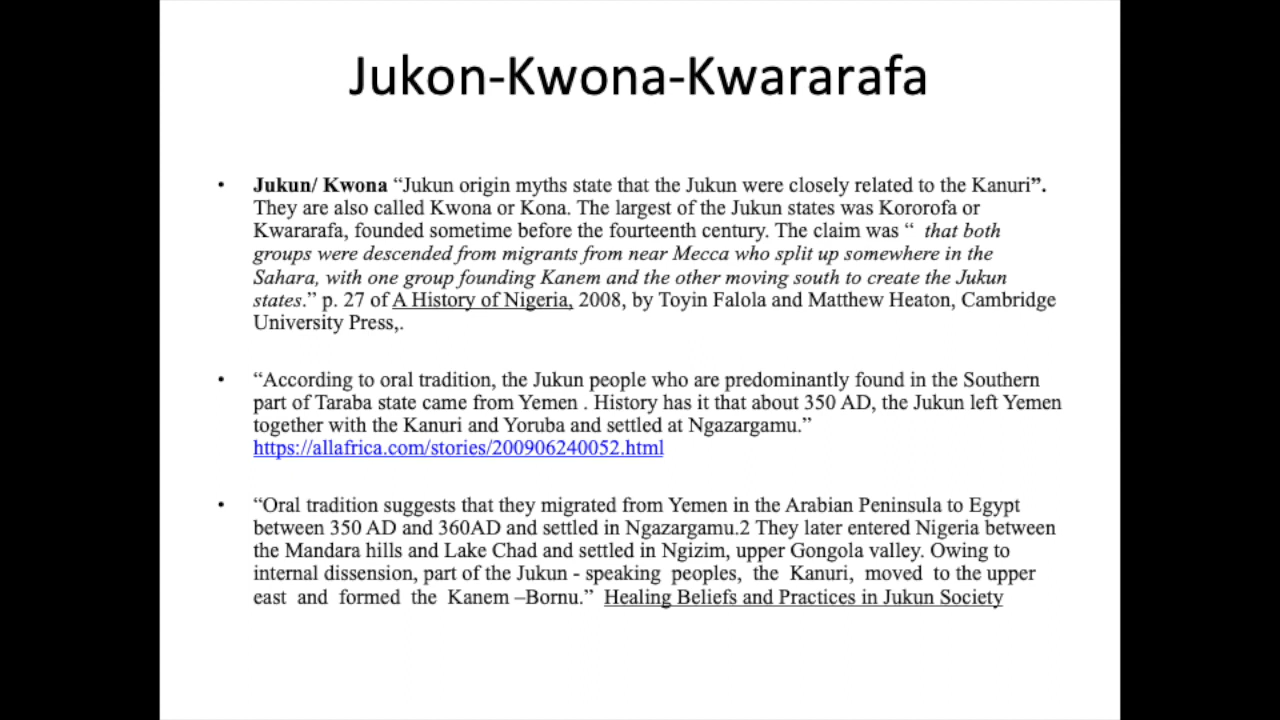 Jukon-Kwona-Kwararafa
• Jukun/ Kwona “Jukun origin myths state that the Jukun were closely related to the Kanuri”.
They are also called Kwona or Kona. The largest of the Jukun states was Kororofa or
Kwararafa, founded sometime before the fourteenth century. The claim was “ that both
groups were descended from migrants from near Mecca who split up somewhere in the
Sahara, with one group founding Kanem and the other moving south to create the Jukun
states.” p. 27 of A History of Nigeria, 2008, by Toyin Falola and Matthew Heaton, Cambridge
University Press,.
• “According to oral tradition, the Jukun people who are predominantly found in the Southern
part of Taraba state came from Yemen . History has it that about 350 AD, the Jukun left Yemen
together with the Kanuri and Yoruba and settled at Ngazargamu.”
https://allafrica.com/stories/200906240052.html
• “Oral tradition suggests that they migrated from Yemen in the Arabian Peninsula to Egypt
between 350 AD and 360AD and settled in Ngazargamu.2 They later entered Nigeria between
the Mandara hills and Lake Chad and settled in Ngizim, upper Gongola valley. Owing to
internal dissension, part of the Jukun - speaking peoples, the Kanuri, moved to the upper
east and formed the Kanem –Bornu.” Healing Beliefs and Practices in Jukun Society